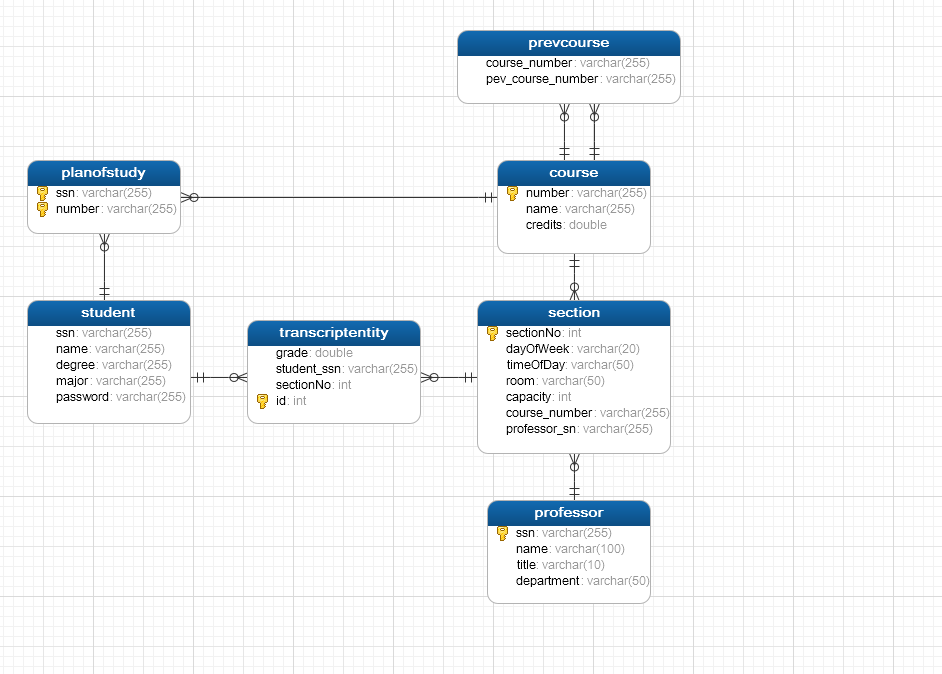 prevcourse
course_number: varchar(255)
pev_course_number: varchar(255)
planofstudy
ssn: varchar(255)
number: varchar(255)
course
number: varchar(255)
name: varchar(255)
credits: double
student
ssn: varchar(255)
name: varchar(255)
degree: varchar(255)
major: varchar(255)
password: varchar(255)
transcriptentity
grade: double
student_ssn: varchar(255)
sectionNo: int
id: int
section
sectionNo: int
dayOfWeek: varchar(20)
timeOfDay: varchar(50)
room: varchar(50)
capacity: int
course_number: varchar(255)
professor_sn: varchar(255)
professor
ssn: varchar(255)
name: varchar(100)
title: varchar(10)
department: varchar(50)